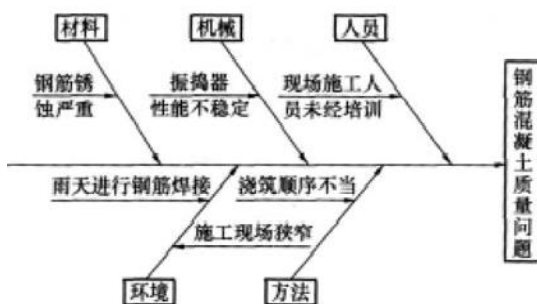 材料
机械
人员
钢筋锈
蚀严重
振捣器
性能不稳定
现场施工人
员未经培训
钢筋混凝土质量问题
雨天进行钢筋焊接
浇筑顺序不当
施工现场狭窄
环境
方法